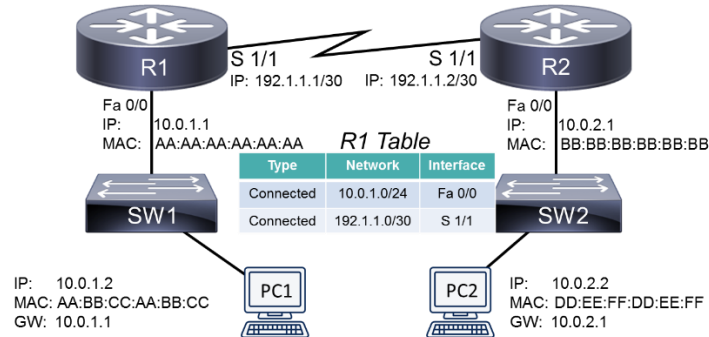 R1
S 1/1
IP: 192.1.1.1/30
S 1/1
IP: 192.1.1.2/30
R2
Fa 0/0
IP: 10.0.1.1
MAC: AA:AA:AA:AA:AA:AA
Fa 0/0
IP: 10.0.2.1
MAC: BB:BB:BB:BB:BB:BB
R1 Table
Type Network Interface
Connected 10.0.1.0/24 Fa 0/0
Connected 192.1.1.0/30 S 1/1
SW1
SW2
IP: 10.0.1.2
MAC: AA:BB:CC:AA:BB:CC
GW: 10.0.1.1
PC1
PC2
IP: 10.0.2.2
MAC: DD:EE:FF:DD:EE:FF
GW: 10.0.2.1